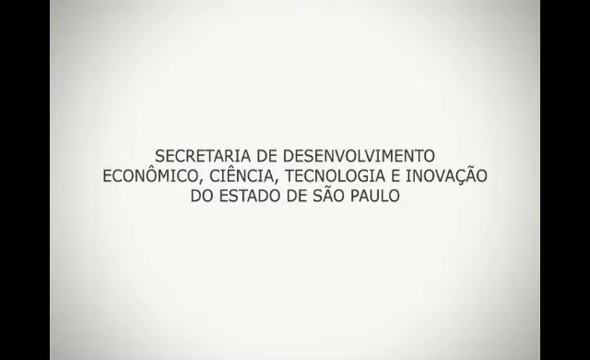 SECRETARIA DE DESENVOLVIMENTO
ECONÔMICO, CIÊNCIA, TECNOLOGIA E INOVAÇÃO
DO ESTADO DE SÃO PAULO